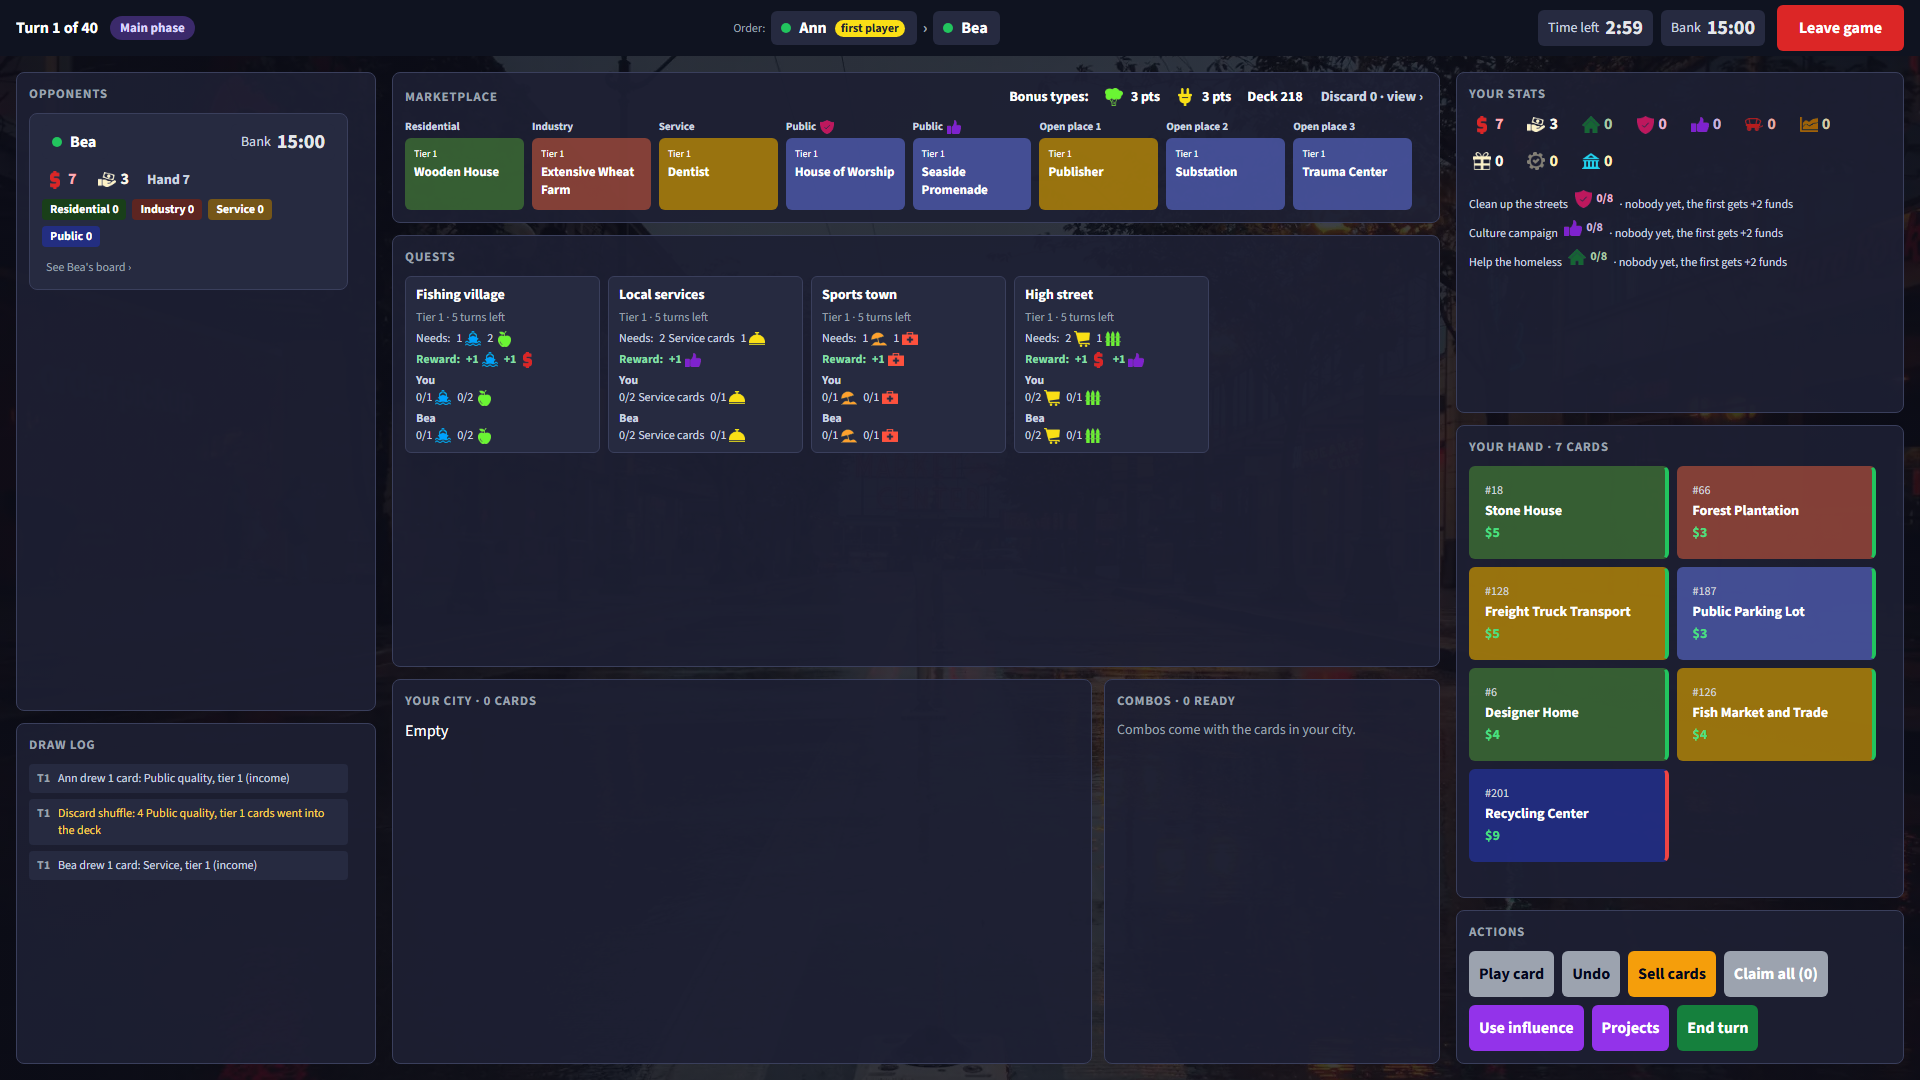 Turn 1 of 40 Main phase
Order: Ann first player › Bea
Time left 2:59 Bank 15:00 Leave game
OPPONENTS
Bea Bank 15:00
7 3 Hand 7
Residential 0 Industry 0 Service 0
Public 0
See Bea's board ›
DRAW LOG
T1 Ann drew 1 card: Public quality, tier 1 (income)
T1 Discard shuffle: 4 Public quality, tier 1 cards went into
the deck
T1 Bea drew 1 card: Service, tier 1 (income)
MARKETPLACE
Bonus types: 3 pts 3 pts Deck 218 Discard 0 · view ›
Residential Industry Service Public Public Open place 1 Open place 2 Open place 3
Tier 1 Tier 1 Tier 1 Tier 1 Tier 1 Tier 1 Tier 1 Tier 1
Wooden House Extensive Wheat Dentist House of Worship Seaside Publisher Substation Trauma Center
Farm Promenade
QUESTS
Fishing village
Tier 1 · 5 turns left
Needs: 1 2
Reward: +1 +1
You
0/1 0/2
Bea
0/1 0/2
Local services
Tier 1 · 5 turns left
Needs: 2 Service cards 1
Reward: +1
You
0/2 Service cards 0/1
Bea
0/2 Service cards 0/1
Sports town
Tier 1 · 5 turns left
Needs: 1 1
Reward: +1
You
0/1 0/1
Bea
0/1 0/1
High street
Tier 1 · 5 turns left
Needs: 2 1
Reward: +1 +1
You
0/2 0/1
Bea
0/2 0/1
YOUR CITY · 0 CARDS
Empty
COMBOS · 0 READY
Combos come with the cards in your city.
YOUR STATS
7 3 0 0 0 0 0
0 0 0
Clean up the streets 0/8 · nobody yet, the first gets +2 funds
Culture campaign 0/8 · nobody yet, the first gets +2 funds
Help the homeless 0/8 · nobody yet, the first gets +2 funds
YOUR HAND · 7 CARDS
#18
Stone House
$5
#66
Forest Plantation
$3
#128
Freight Truck Transport
$5
#187
Public Parking Lot
$3
#6
Designer Home
$4
#126
Fish Market and Trade
$4
#201
Recycling Center
$9
ACTIONS
Play card Undo Sell cards Claim all (0)
Use influence Projects End turn